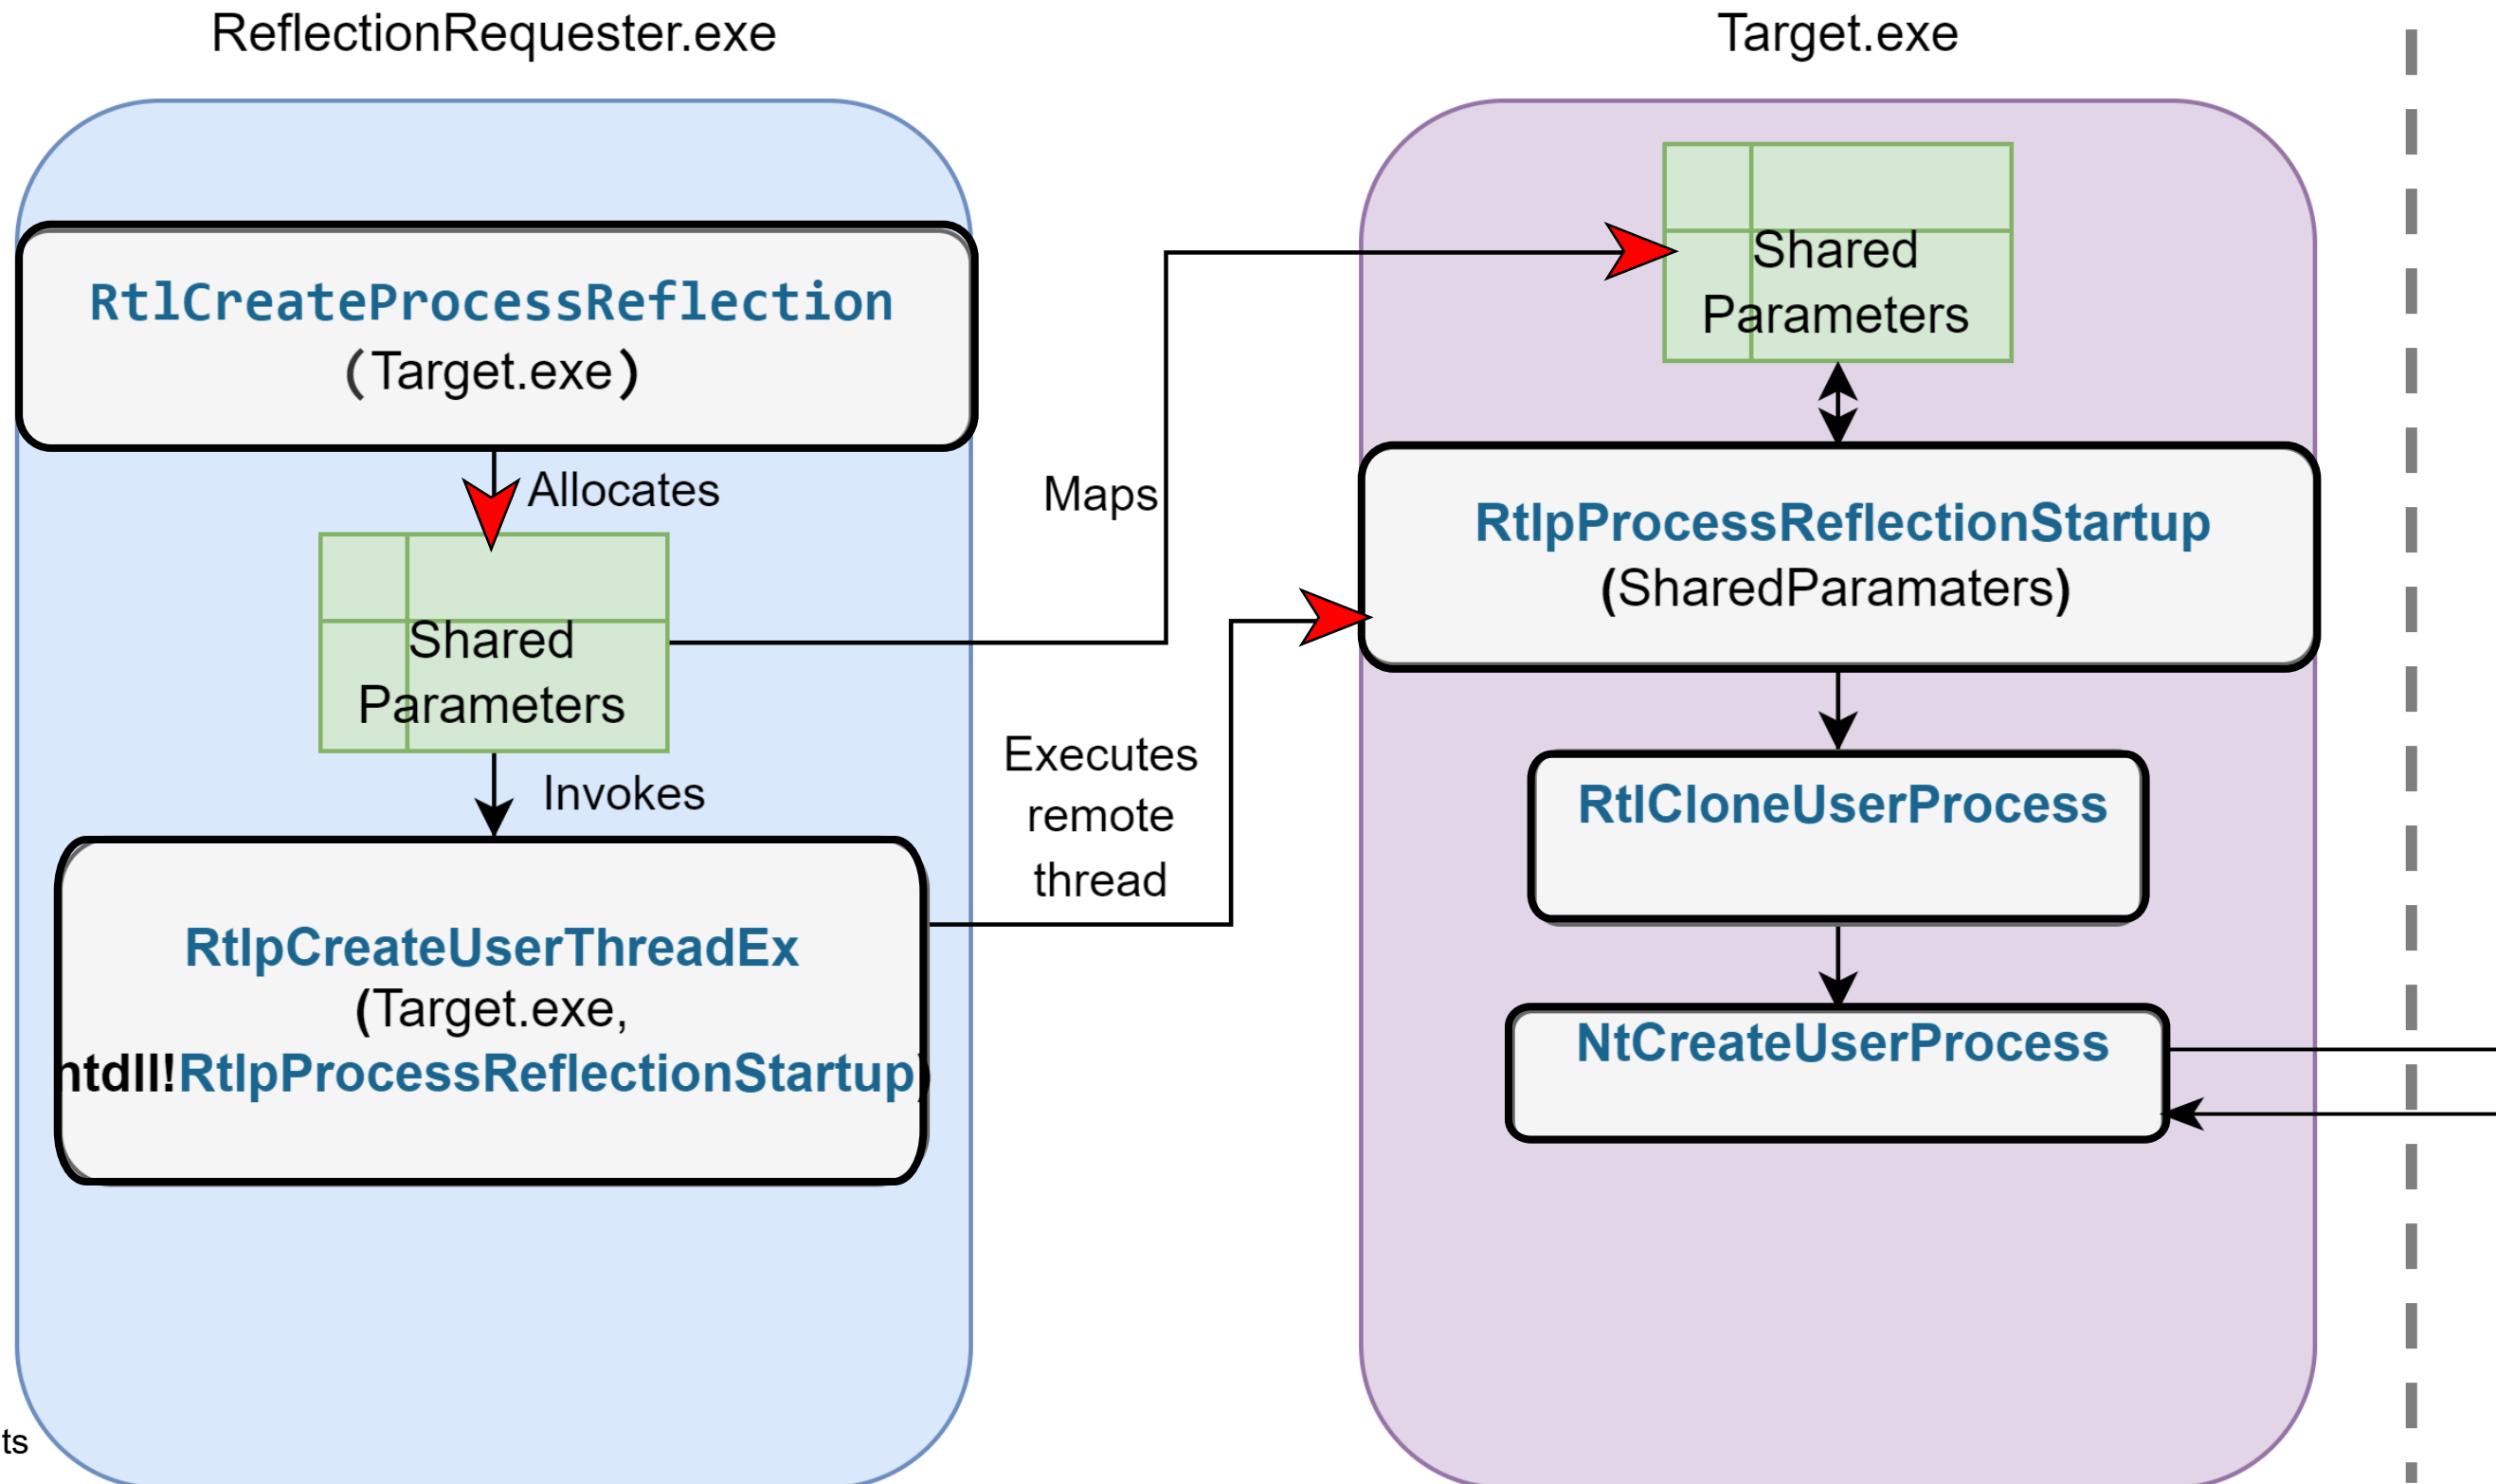 ReflectionRequester.exe
RtlCreateProcessReflection
(Target.exe)
Allocates
Shared
Parameters
Invokes
RtlpCreateUserThreadEx
(Target.exe,
ntdll!RtlpProcessReflectionStartup)
Maps
Executes
remote
thread
Target.exe
Shared
Parameters
RtlpProcessReflectionStartup
(SharedParamaters)
RtlCloneUserProcess
NtCreateUserProcess
ts